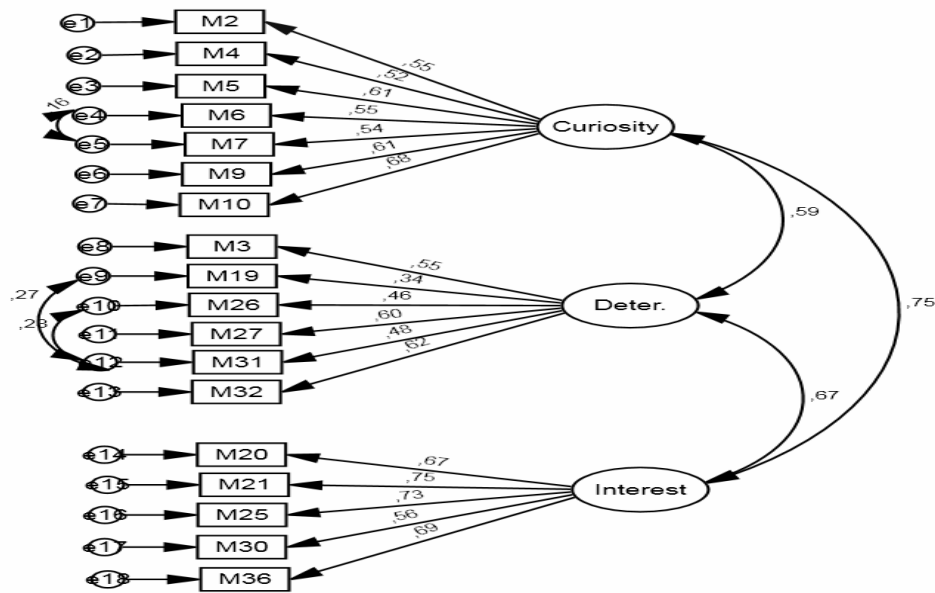 e1 M2
e2 M4 ,55
e3 M5 ,52
,61
16 e4 M6 ,55 Curiosity
e5 M7 ,54
e6 M9 ,61
,68
e7 M10
,59
e8 M3
e9 M19 ,55
,27 e10 M26 ,34
,46 Deter. ,75
,28 e11 M27 ,60
e12 M31 ,48
,62
e13 M32
,67
e14 M20
,67
e15 M21 ,75
Interest
e16 M25 ,73
e17 M30 ,56
,69
e18 M36